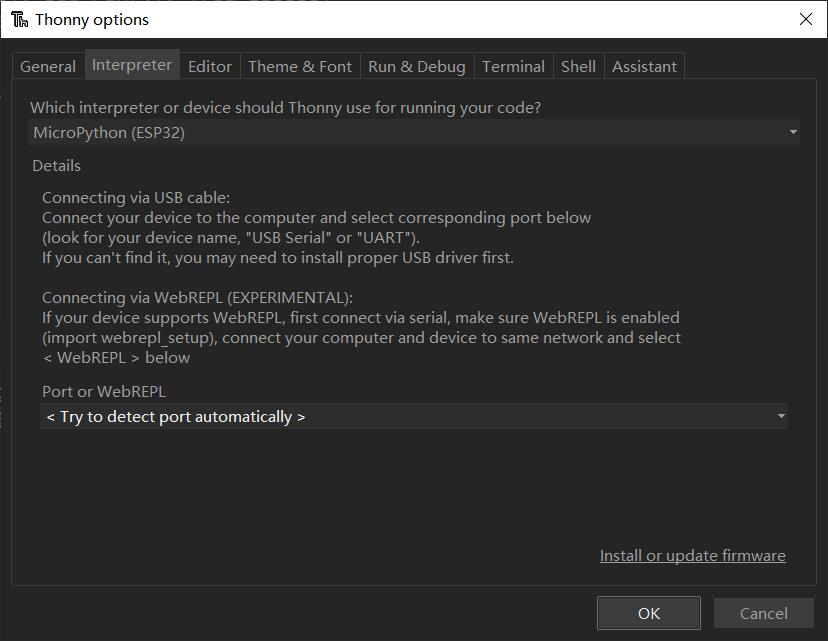 Thonny options
General Interpreter Editor Theme & Font Run & Debug Terminal Shell Assistant
Which interpreter or device should Thonny use for running your code?
MicroPython (ESP32)
Details
Connecting via USB cable:
Connect your device to the computer and select corresponding port below
(look for your device name, "USB Serial" or "UART").
If you can't find it, you may need to install proper USB driver first.
Connecting via WebREPL (EXPERIMENTAL):
If your device supports WebREPL, first connect via serial, make sure WebREPL is enabled
(import webrepl_setup), connect your computer and device to same network and select
< WebREPL > below
Port or WebREPL
< Try to detect port automatically >
Install or update firmware
OK Cancel